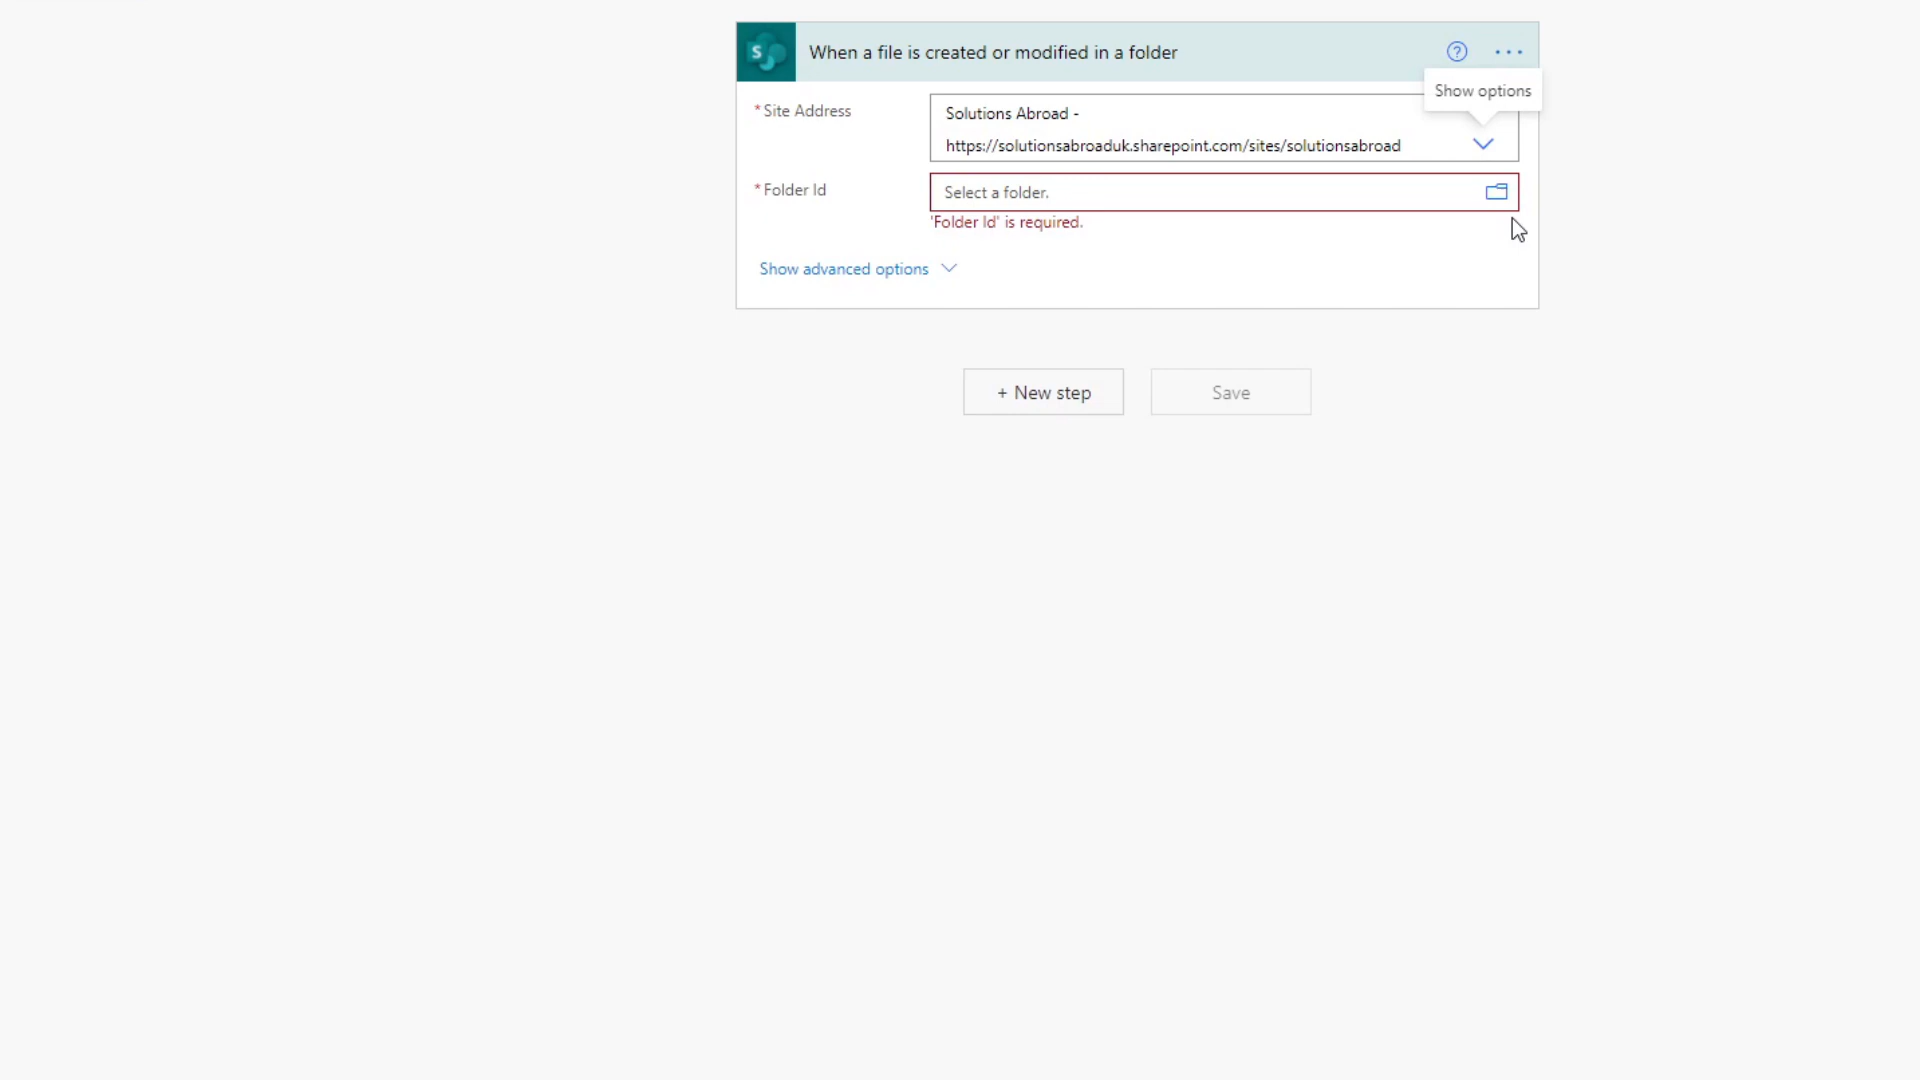 When a file is created or modified in a folder
Show options
* Site Address
Solutions Abroad -
https://solutionsabroaduk.sharepoint.com/sites/solutionsabroad
* Folder Id
Select a folder.
'Folder Id' is required.
Show advanced options
+ New step
Save